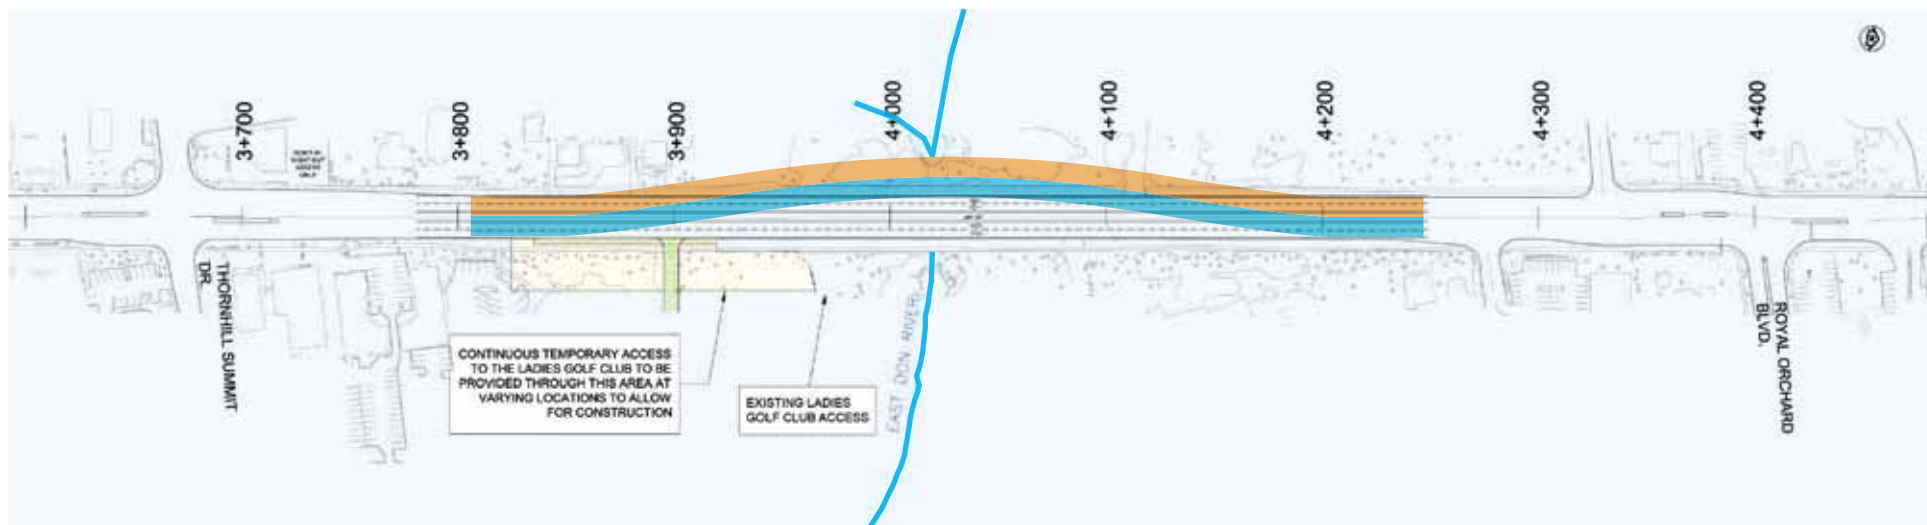 3+700
3+800
3+900
4+000
4+100
4+200
4+300
4+400
THORNHILL SUMMIT
DR
CONTINUOUS TEMPORARY ACCESS
TO THE LADIES GOLF CLUB TO BE
PROVIDED THROUGH THIS AREA AT
VARYING LOCATIONS TO ALLOW
FOR CONSTRUCTION
EXISTING LADIES
GOLF CLUB ACCESS
EAST DON RIVER
ROYAL ORCHARD
BLVD.